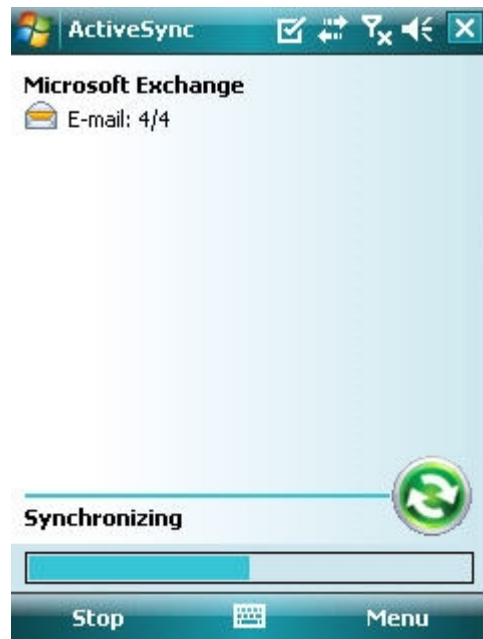 ActiveSync
Microsoft Exchange
E-mail: 4/4
Synchronizing
Stop Menu